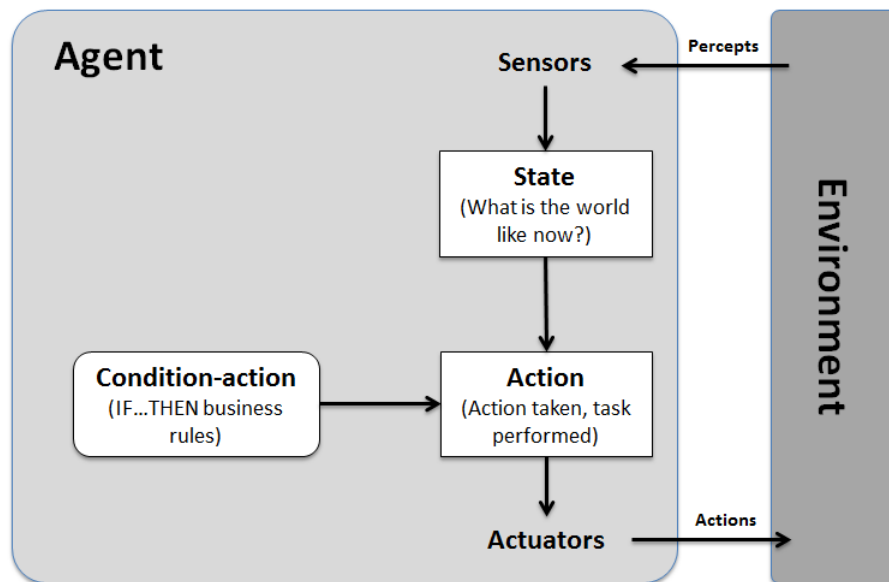 Agent
Percepts
Sensors
State
(What is the world
like now?)
Environment
Condition-action
(IF...THEN business
rules)
Action
(Action taken, task
performed)
Actuators
Actions